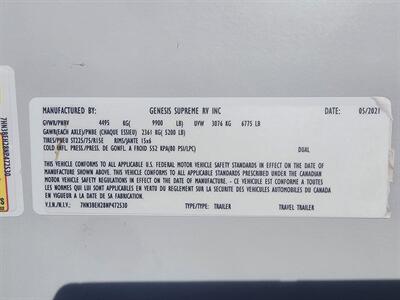 MANUFACTURED BY: GENESIS SUPREME RV INC DATE: 05/2021
GVWR/PNBV 4495 KG( 9900 LB) UVW 3076 KG 6775 LB
GAWR(EACH AXLE)/PNBE (CHAQUE ESSIEU) 2361 KG( 5200 LB)
TIRES/PNEU ST225/75/R15E RIMS/JANTE 15x6
COLD INFL. PRESS./PRESS. DE GONFL. A FROID 552 KPA(80 PSI/LPC) DUAL
THIS VEHICLE CONFORMS TO ALL APPLICABLE U.S. FEDERAL MOTOR VEHICLE SAFETY STANDARDS IN EFFECT ON THE DATE OF
MANUFACTURE SHOWN ABOVE. THIS VEHICLE CONFORMS TO ALL APPLICABLE STANDARDS PRESCRIBED UNDER THE CANADIAN
MOTOR VEHICLE SAFETY REGULATIONS IN EFFECT ON THE DATE OF MANUFACTURE. - CE VEHICULE EST CONFORME A TOUTES
LES NORMES QUI LUI SONT APPLICABLES EN VERTU DU REGLEMENT SUR LA SECURITE DES VEHICULES AUTOMOBILES DU CANADA
EN VIGUEUR A LA DATE DE SA FABRICATION.
V.I.N./N.I.V.: 7HN3BEH28NP472530 TYPE/TYPE: TRAILER TRAVEL TRAILER